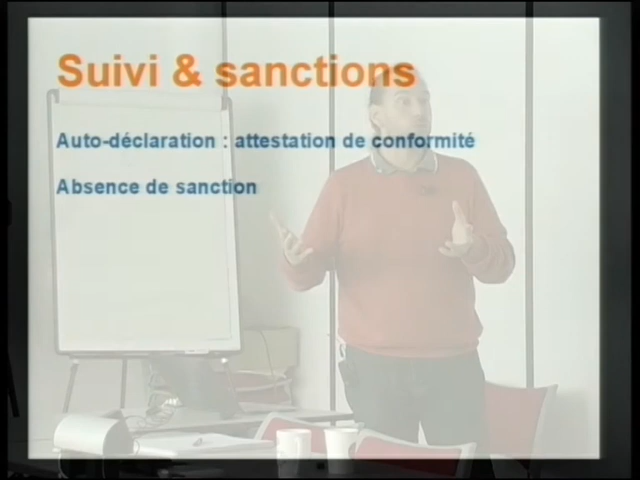 Suivi & sanctions
Auto-déclaration : attestation de conformité
Absence de sanction